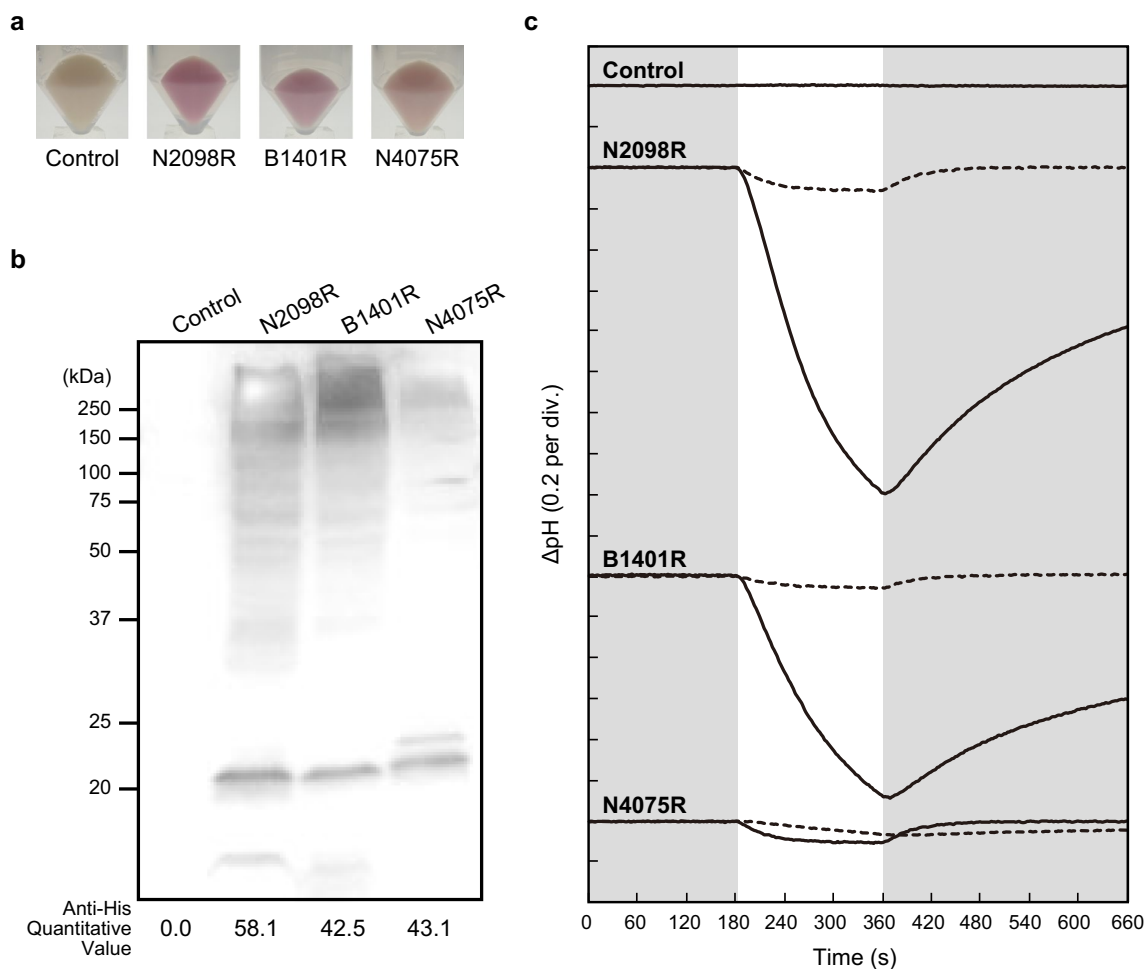 a
Control N2098R B1401R N4075R
b
Control N2098R B1401R N4075R
(kDa)
250
150
100
75
50
37
25
20
Anti-His
Quantitative
Value
0.0 58.1 42.5 43.1
c
Control
N2098R
B1401R
N4075R
ΔpH (0.2 per div.)
0 60 120 180 240 300 360 420 480 540 600 660
Time (s)